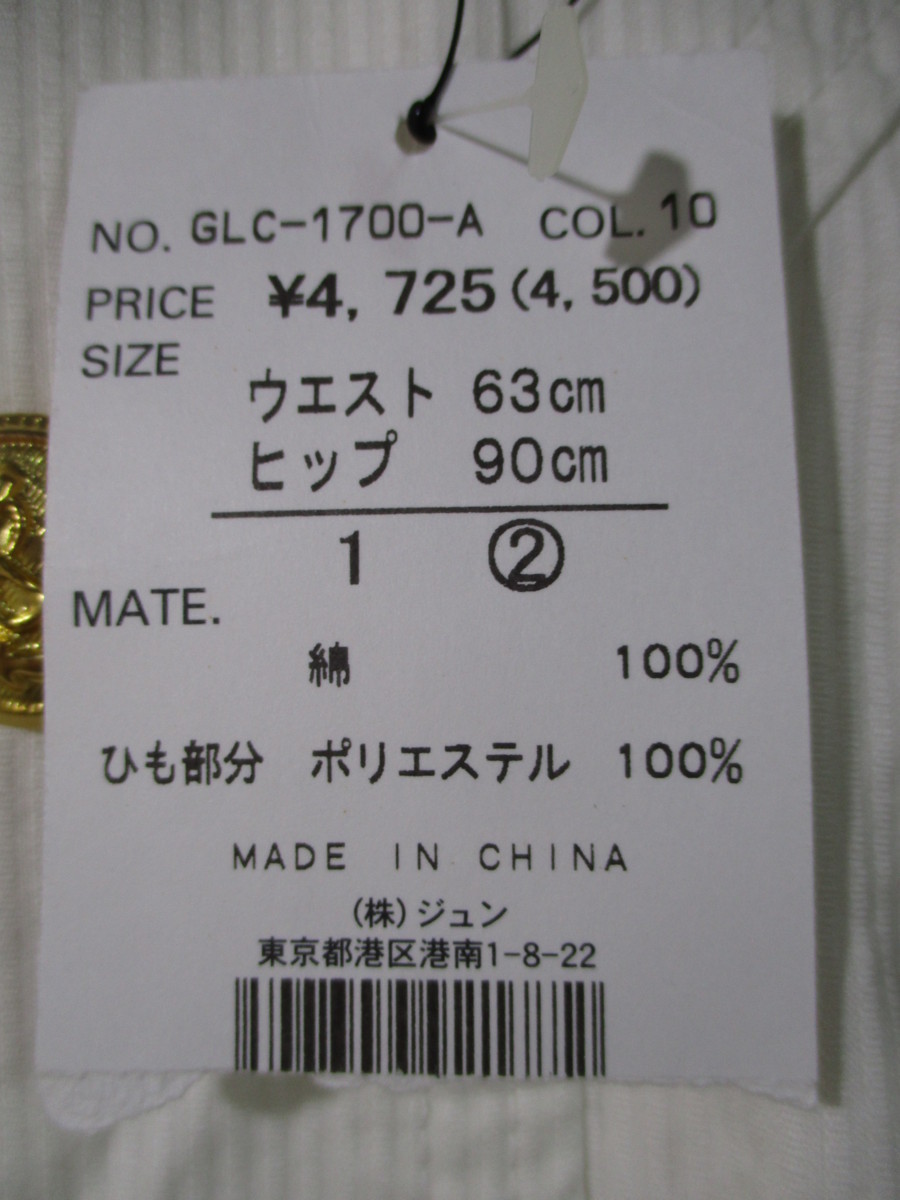 NO. GLC-1700-A COL. 10
PRICE ¥4,725(4,500)
SIZE
ウエスト 63cm
ヒップ 90cm
1 ②
MATE.
綿 100%
ひも部分 ポリエステル 100%
MADE IN CHINA
(株)ジュン
東京都港区港南1-8-22